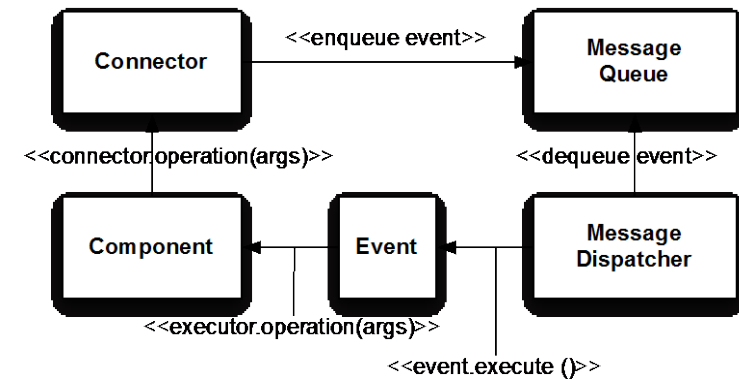 Connector
<<enqueue event>>
Message
Queue
<<connector.operation(args)>>
<<dequeue event>>
Component
Event
Message
Dispatcher
<<executor.operation(args)>>
<<event.execute ()>>